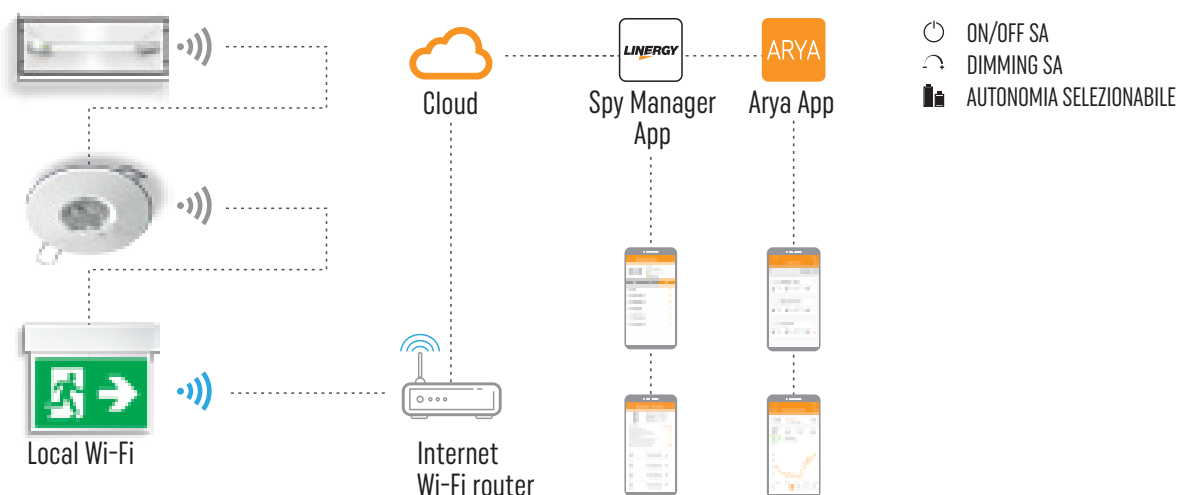 LINERGY
ARYA
Cloud
Spy Manager
App
Arya App
ON/OFF SA
DIMMING SA
AUTONOMIA SELEZIONABILE
Local Wi-Fi
Internet
Wi-Fi router